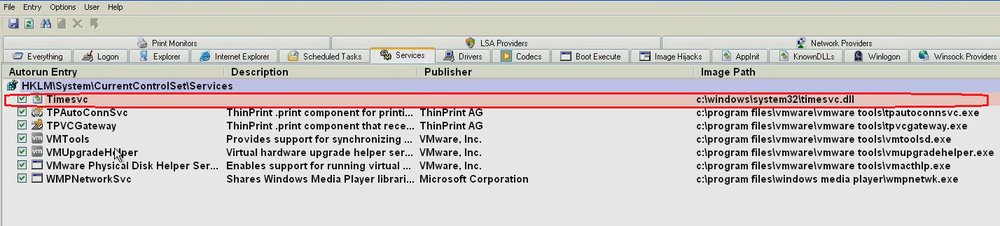 File Entry Options User Help
Print Monitors LSA Providers Network Providers
Everything Logon Explorer Internet Explorer Scheduled Tasks Services Drivers Codecs Boot Execute Image Hijacks AppInit KnownDLLs Winlogon Winsock Providers
Autorun Entry Description Publisher Image Path
HKLM\System\CurrentControlSet\Services
Timesvc c:\windows\system32\timesvc.dll
TPAutoConnSvc ThinPrint .print component for printi... ThinPrint AG c:\program files\vmware\vmware tools\tpautoconnsvc.exe
TPVCGateway ThinPrint .print component that rece... ThinPrint AG c:\program files\vmware\vmware tools\tpvcgateway.exe
VMTools Provides support for synchronizing ... VMware, Inc. c:\program files\vmware\vmware tools\vmtoolsd.exe
VMUpgradeHelper Virtual hardware upgrade helper ser... VMware, Inc. c:\program files\vmware\vmware tools\vmupgradehelper.exe
VMware Physical Disk Helper Ser... Enables support for running virtual ... VMware, Inc. c:\program files\vmware\vmware tools\vmacthlp.exe
WMPNetworkSvc Shares Windows Media Player librari... Microsoft Corporation c:\program files\windows media player\wmpnetwk.exe